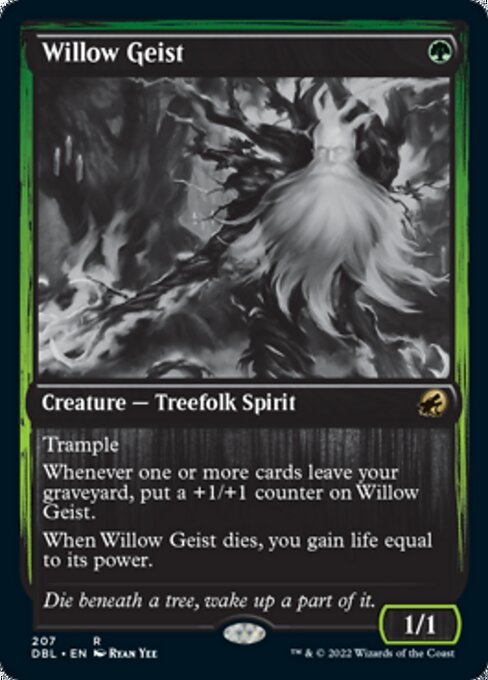 Willow Geist
Creature — Treefolk Spirit
Trample
Whenever one or more cards leave your
graveyard, put a +1/+1 counter on Willow
Geist.
When Willow Geist dies, you gain life equal
to its power.
Die beneath a tree, wake up a part of it.
1/1
207 R
DBL • EN Ryan Yee
™ & © 2022 Wizards of the Coast